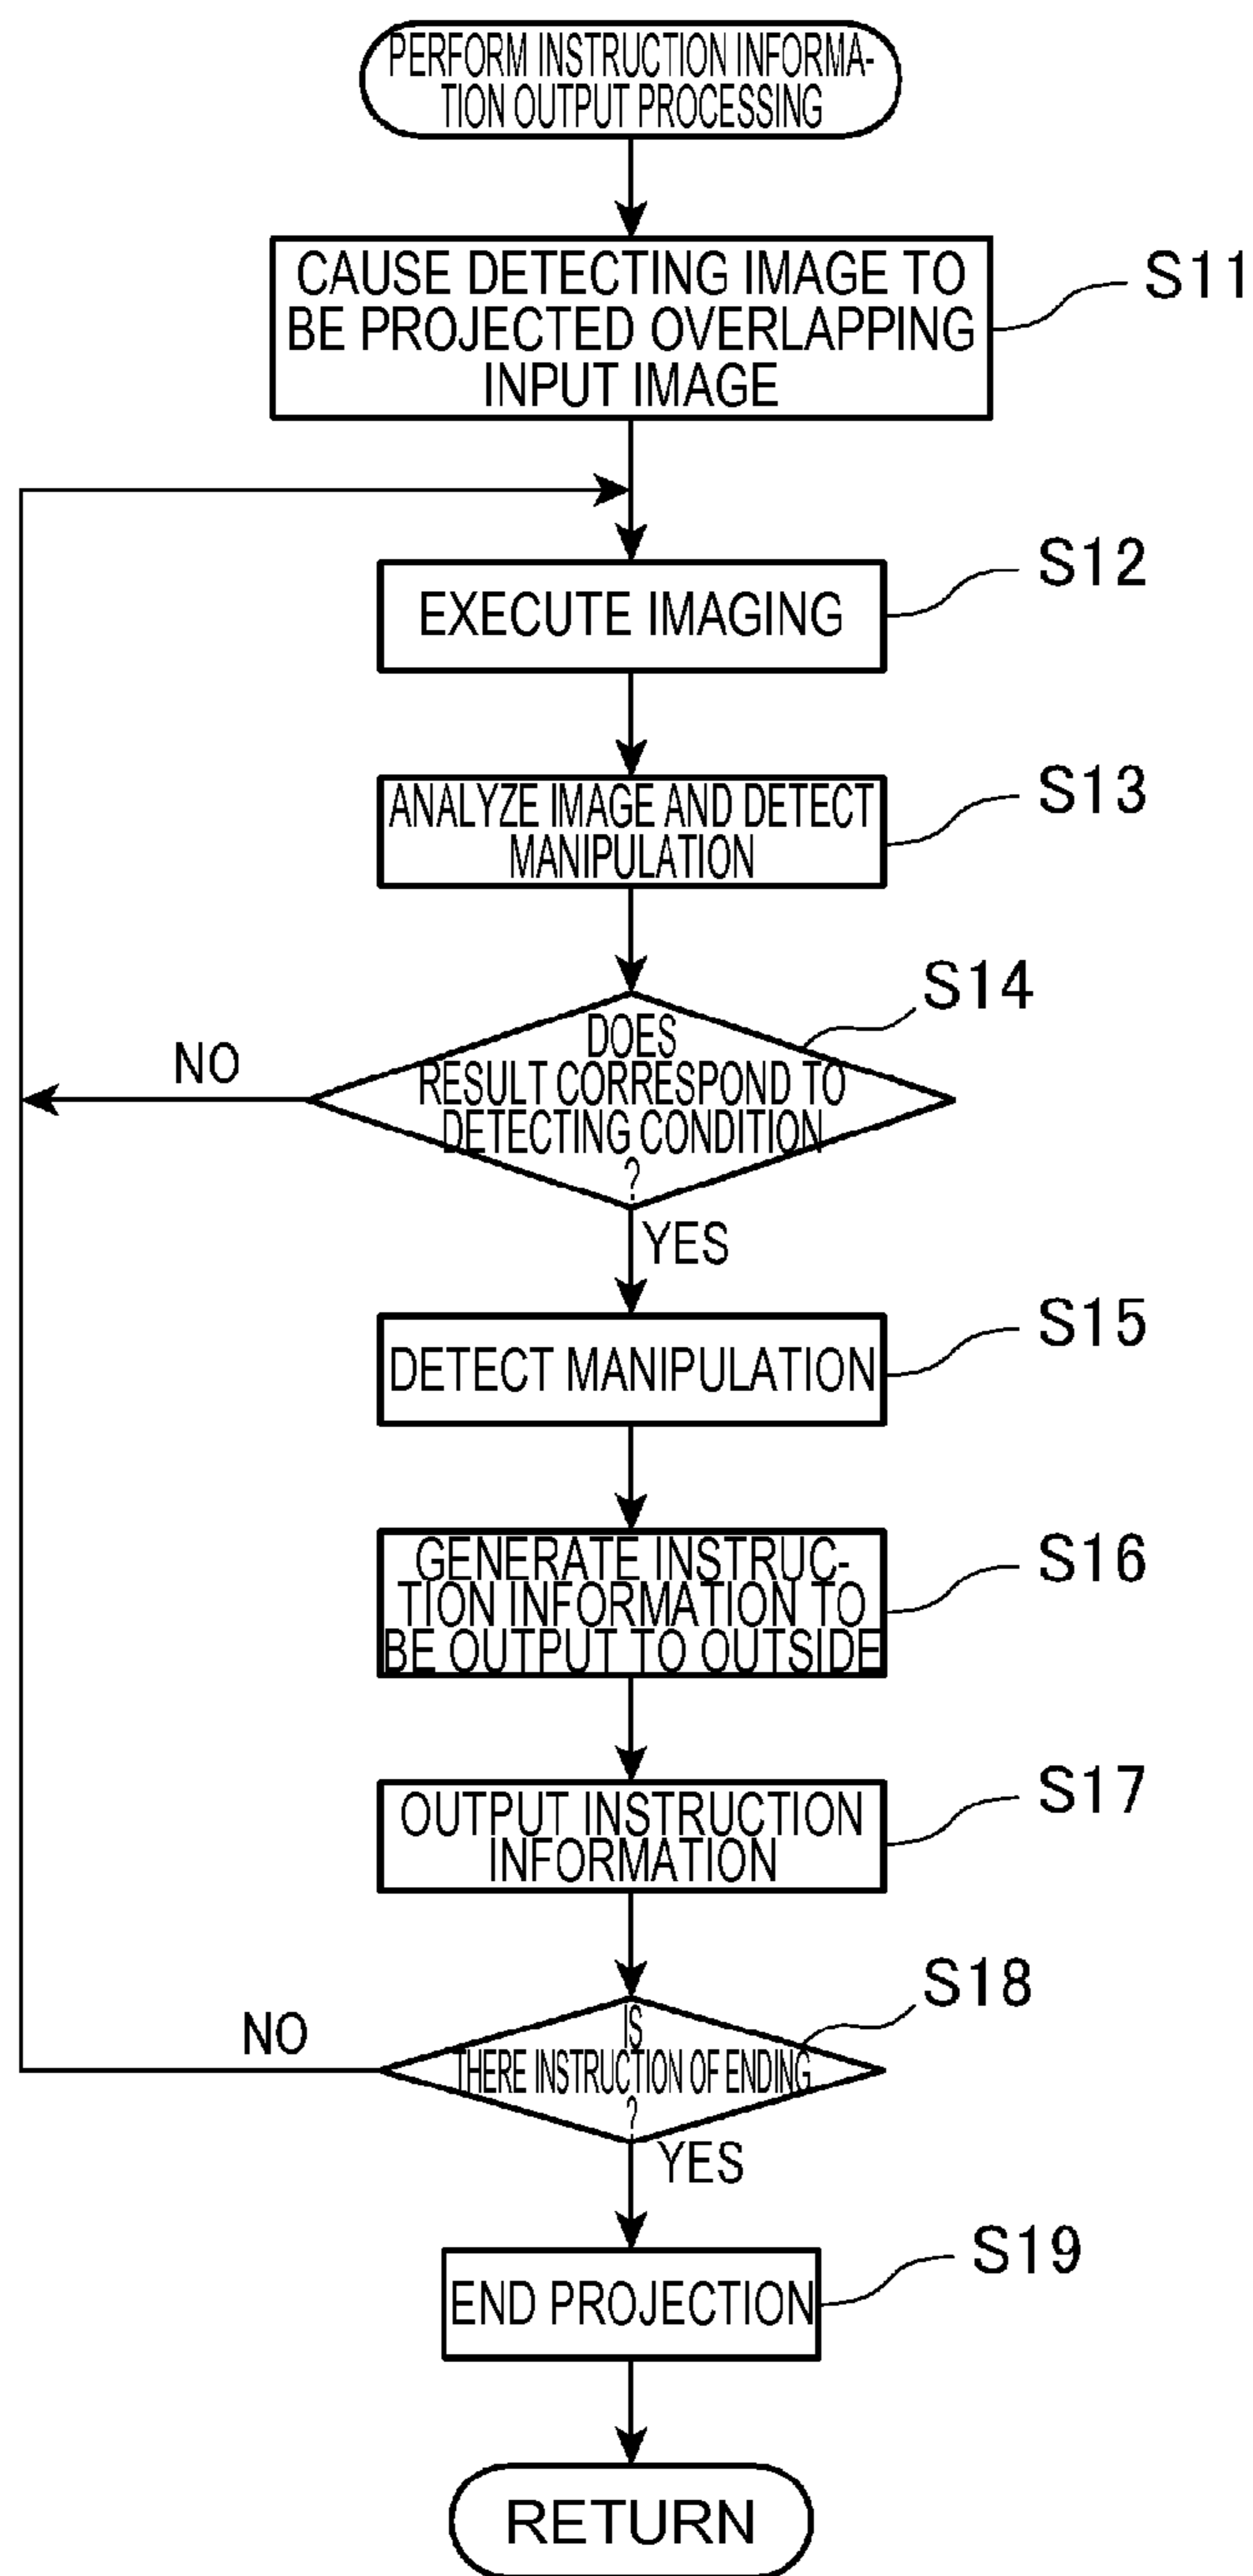 PERFORM INSTRUCTION INFORMA-
TION OUTPUT PROCESSING
CAUSE DETECTING IMAGE TO
BE PROJECTED OVERLAPPING
INPUT IMAGE
S11
EXECUTE IMAGING
S12
ANALYZE IMAGE AND DETECT
MANIPULATION
S13
DOES
RESULT CORRESPOND TO
DETECTING CONDITION
?
S14
NO
YES
DETECT MANIPULATION
S15
GENERATE INSTRUC-
TION INFORMATION TO
BE OUTPUT TO OUTSIDE
S16
OUTPUT INSTRUCTION
INFORMATION
S17
IS
THERE INSTRUCTION OF ENDING
?
S18
NO
YES
END PROJECTION
S19
RETURN